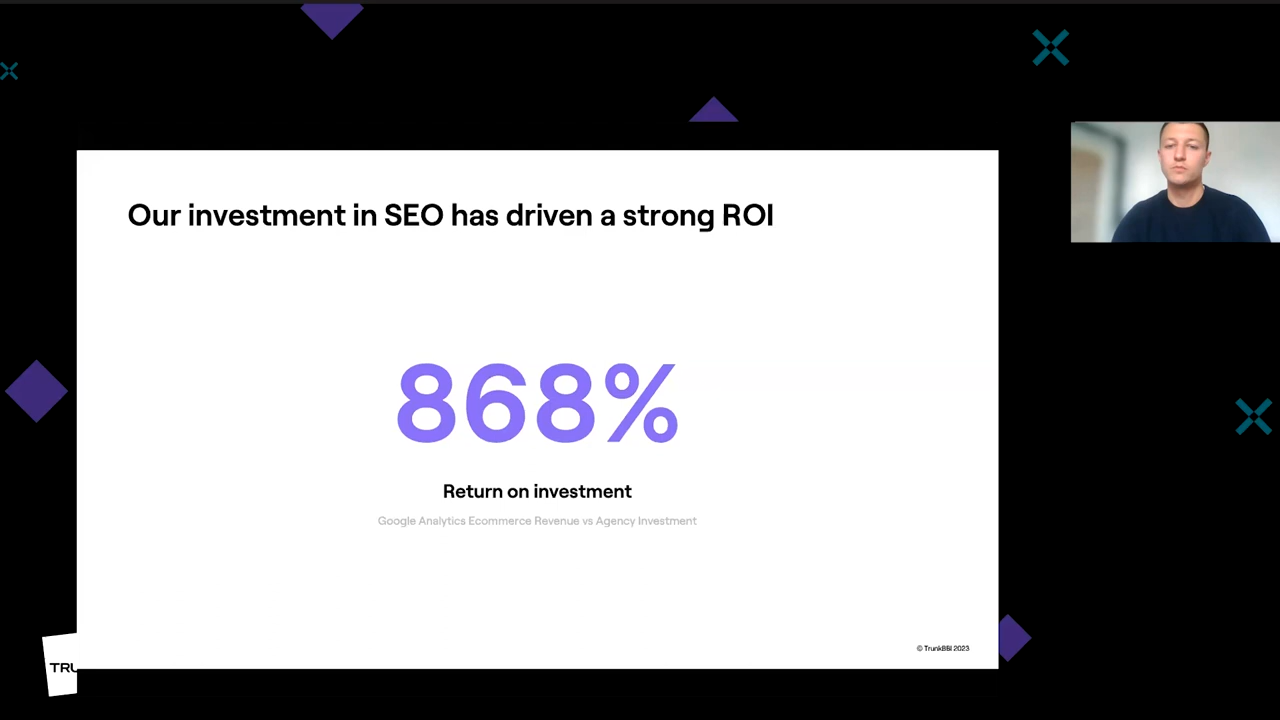 Our investment in SEO has driven a strong ROI
868%
Return on investment
Google Analytics Ecommerce Revenue vs Agency Investment
© TrunkBBI 2023
TRU